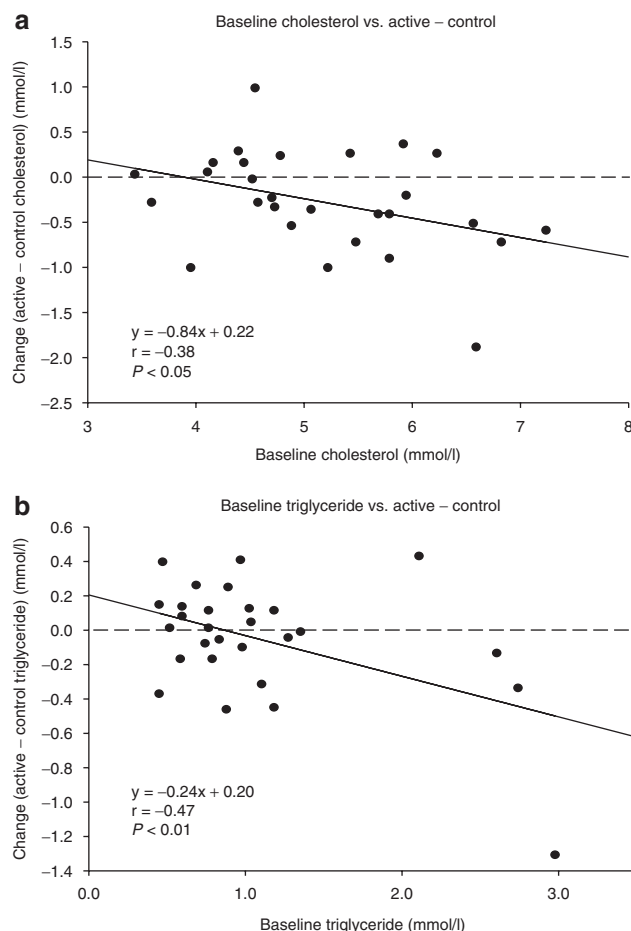 a
Baseline cholesterol vs. active – control
Change (active – control cholesterol) (mmol/l)
1.5
1.0
0.5
0.0
–0.5
–1.0
–1.5
–2.0
–2.5
y = –0.84x + 0.22
r = –0.38
P < 0.05
3 4 5 6 7 8
Baseline cholesterol (mmol/l)
b
Baseline triglyceride vs. active – control
Change (active – control triglyceride) (mmol/l)
0.6
0.4
0.2
0.0
–0.2
–0.4
–0.6
–0.8
–1.0
–1.2
–1.4
y = –0.24x + 0.20
r = –0.47
P < 0.01
0.0 1.0 2.0 3.0
Baseline triglyceride (mmol/l)